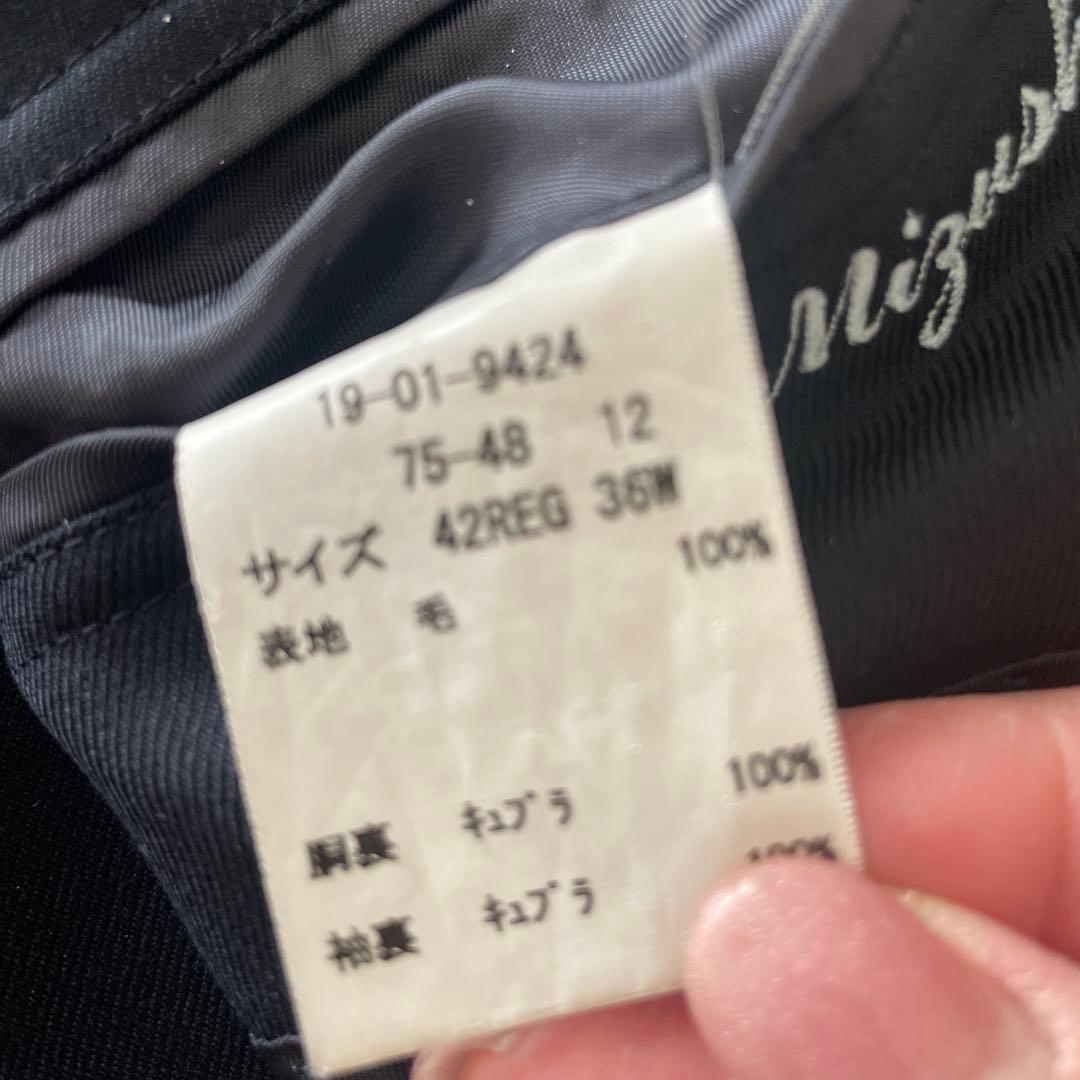 19-01-9424
75-48 12
サイズ 42REG 36W
表地 毛 100%
胴裏 ｷｭﾌﾟﾗ 100%
袖裏 ｷｭﾌﾟﾗ 100%